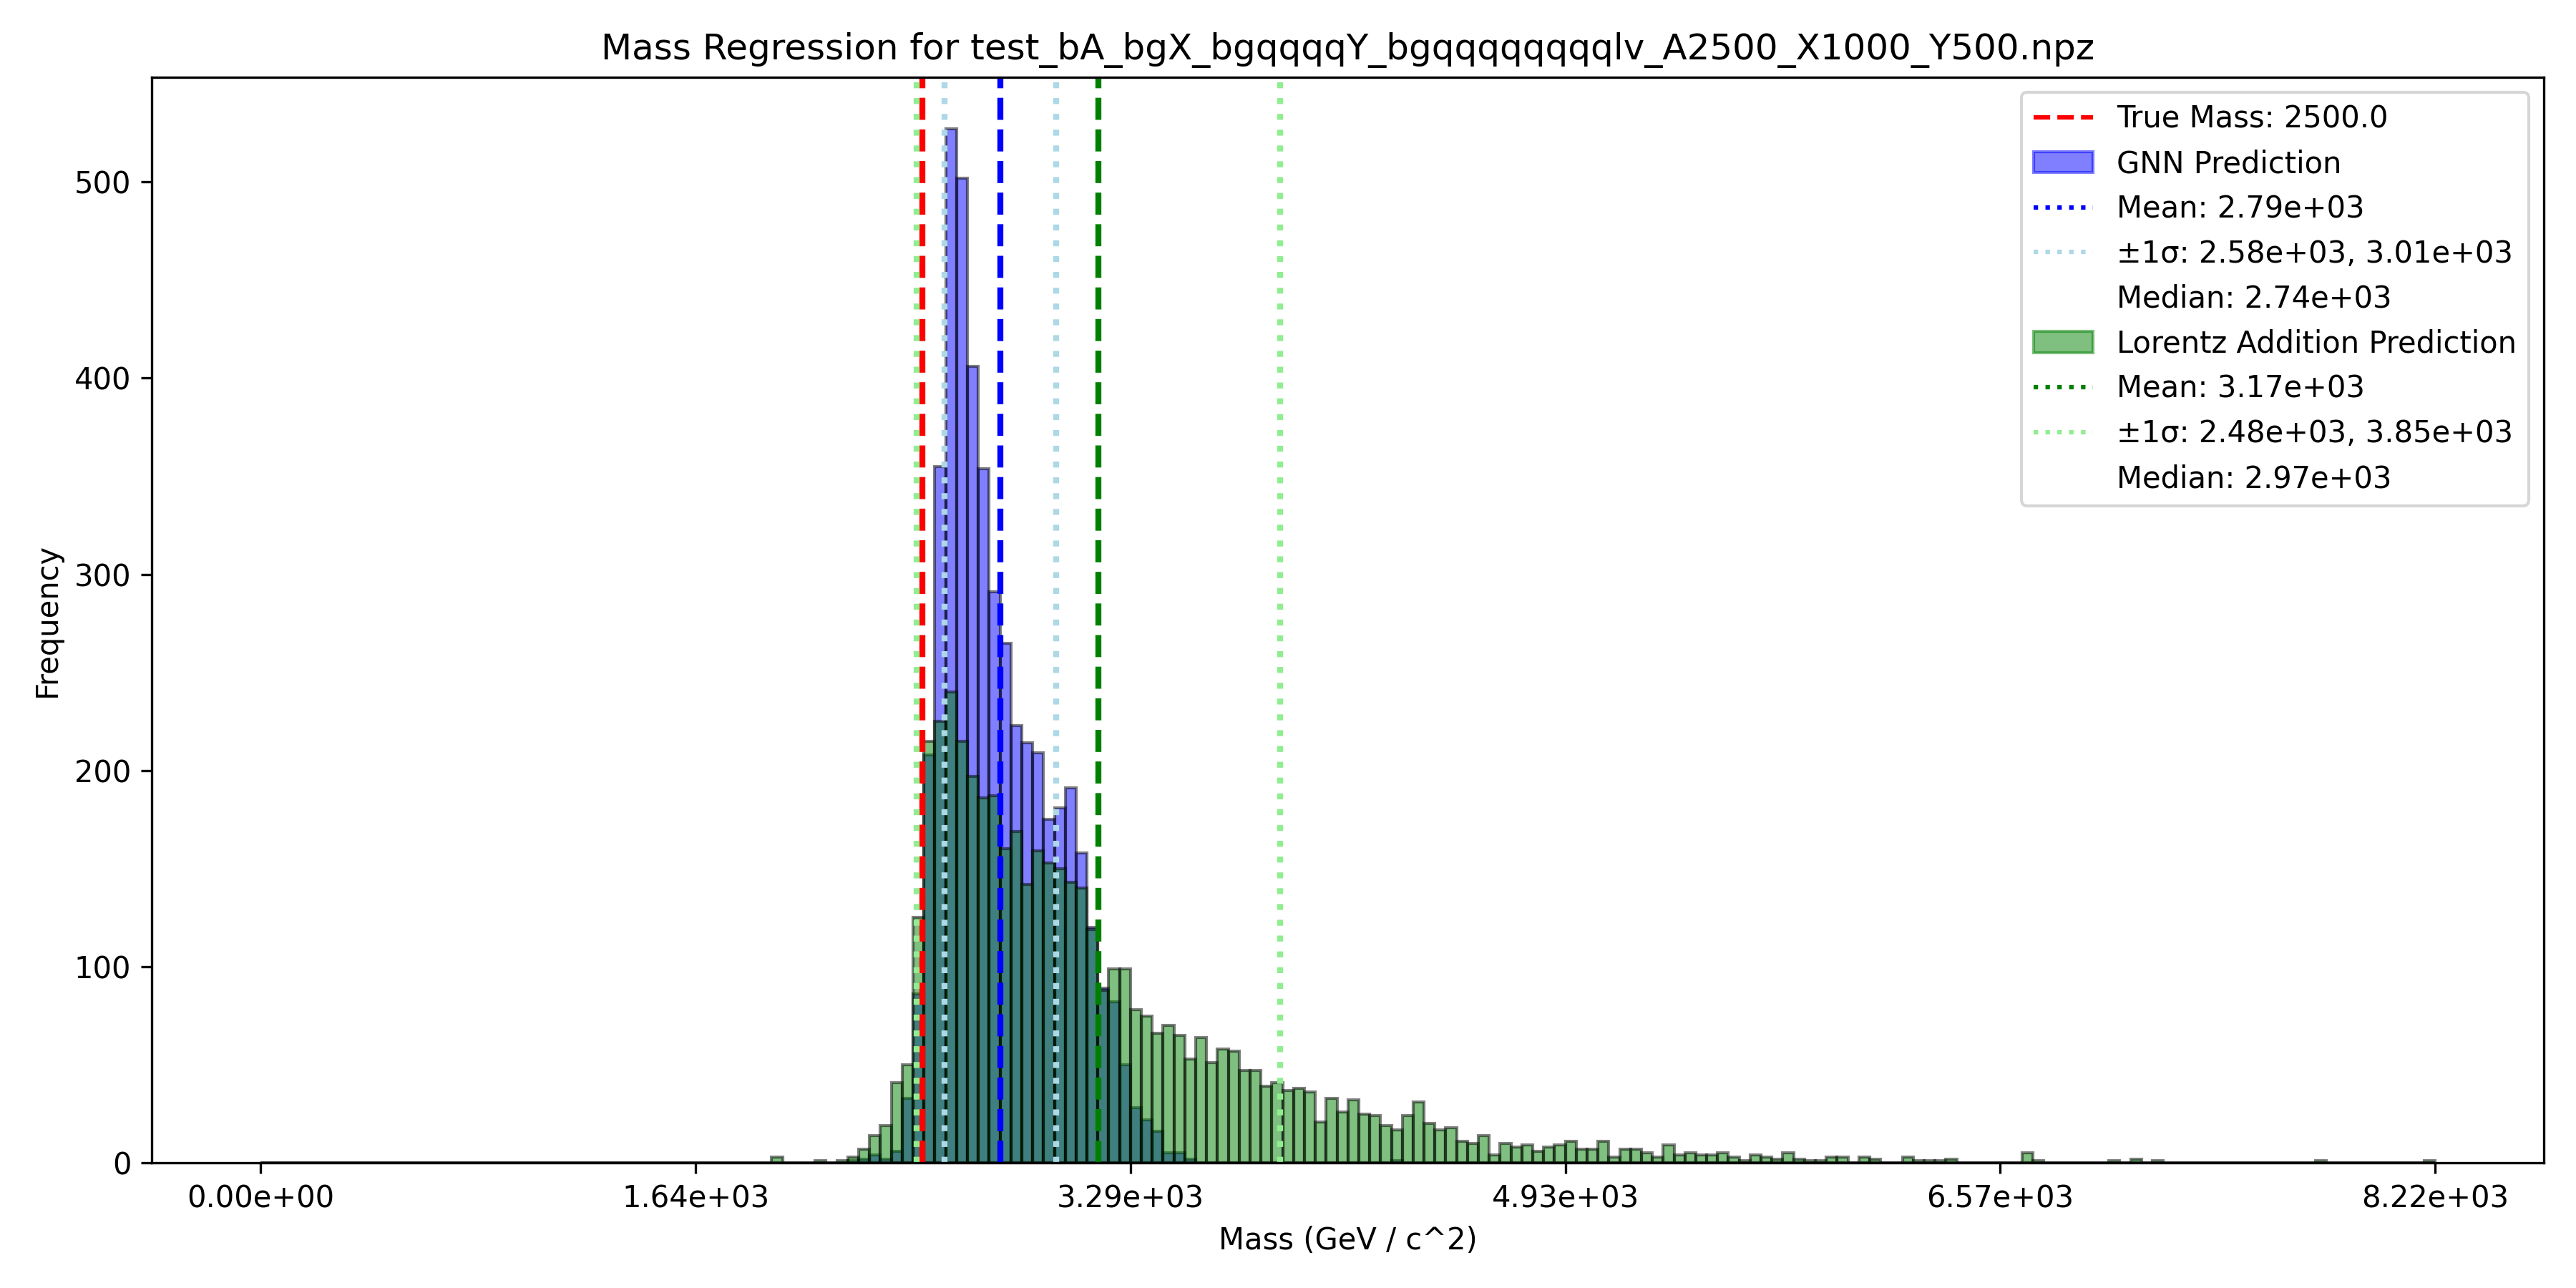 Mass Regression for test_bA_bgX_bgqqqqY_bgqqqqqqqqlv_A2500_X1000_Y500.npz
True Mass: 2500.0
GNN Prediction
Mean: 2.79e+03
±1σ: 2.58e+03, 3.01e+03
Median: 2.74e+03
Lorentz Addition Prediction
Mean: 3.17e+03
±1σ: 2.48e+03, 3.85e+03
Median: 2.97e+03
Frequency
500
400
300
200
100
0
0.00e+00 1.64e+03 3.29e+03 4.93e+03 6.57e+03 8.22e+03
Mass (GeV / c^2)